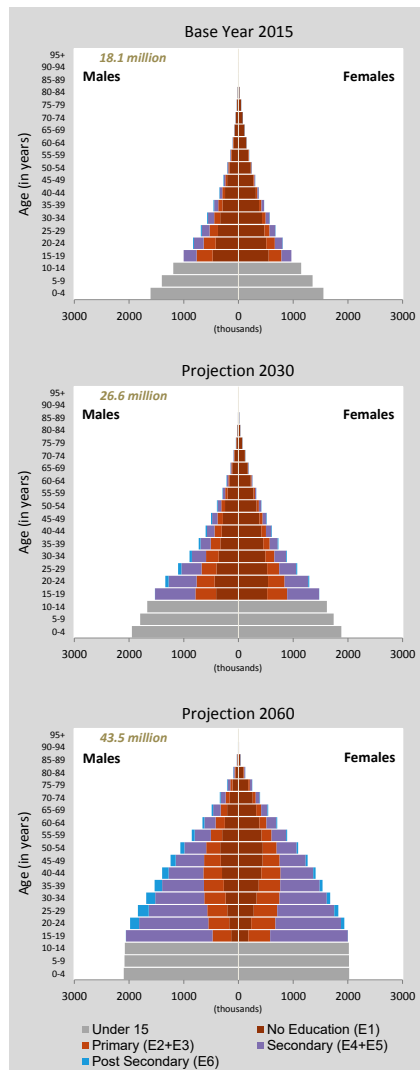 Base Year 2015
18.1 million
Males
Females
Age (in years)
95+
90-94
85-89
80-84
75-79
70-74
65-69
60-64
55-59
50-54
45-49
40-44
35-39
30-34
25-29
20-24
15-19
10-14
5-9
0-4
3000 2000 1000 0 1000 2000 3000
(thousands)
Projection 2030
26.6 million
Males
Females
Age (in years)
95+
90-94
85-89
80-84
75-79
70-74
65-69
60-64
55-59
50-54
45-49
40-44
35-39
30-34
25-29
20-24
15-19
10-14
5-9
0-4
3000 2000 1000 0 1000 2000 3000
(thousands)
Projection 2060
43.5 million
Males
Females
Age (in years)
95+
90-94
85-89
80-84
75-79
70-74
65-69
60-64
55-59
50-54
45-49
40-44
35-39
30-34
25-29
20-24
15-19
10-14
5-9
0-4
3000 2000 1000 0 1000 2000 3000
(thousands)
Under 15 No Education (E1)
Primary (E2+E3) Secondary (E4+E5)
Post Secondary (E6)